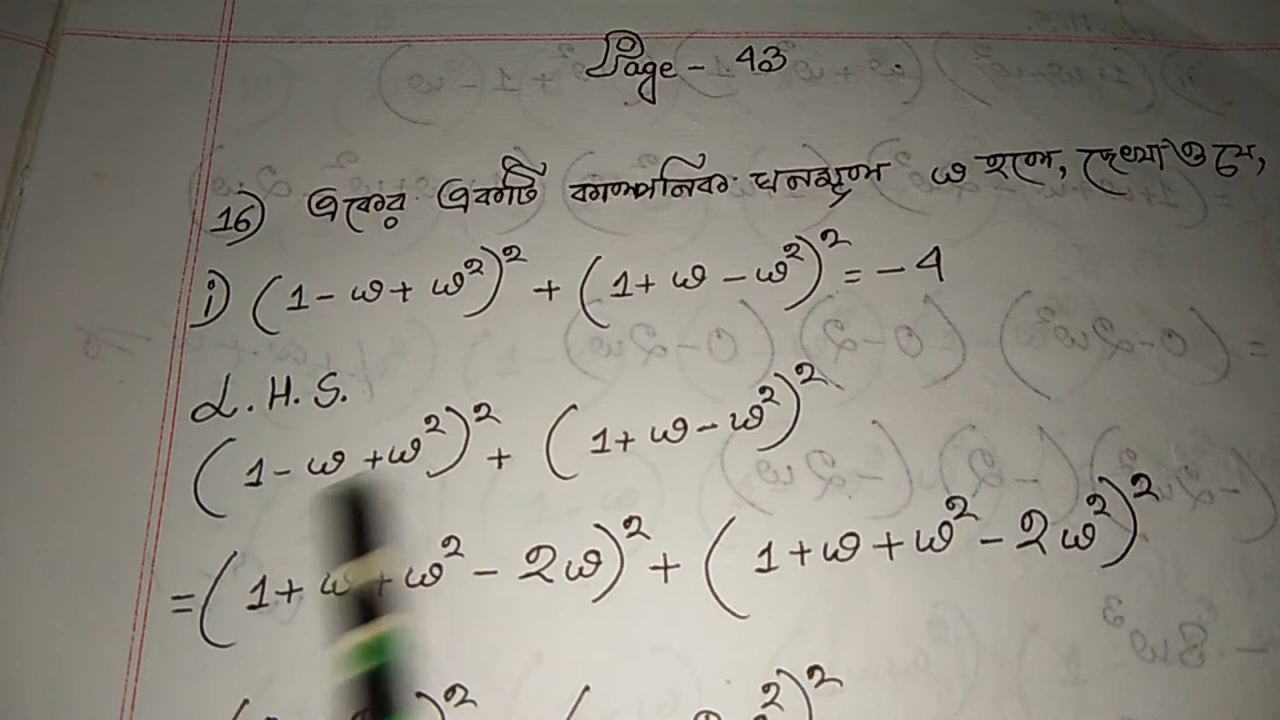 Page - 43
16) একের একটি কাল্পনিক ঘনমূল ω হলে, দেখাও যে,
i) (1 - ω + ω²)² + (1 + ω - ω²)² = - 4
L.H.S.
(1 - ω + ω²)² + (1 + ω - ω²)²
= (1 + ω + ω² - 2ω)² + (1 + ω + ω² - 2ω²)²